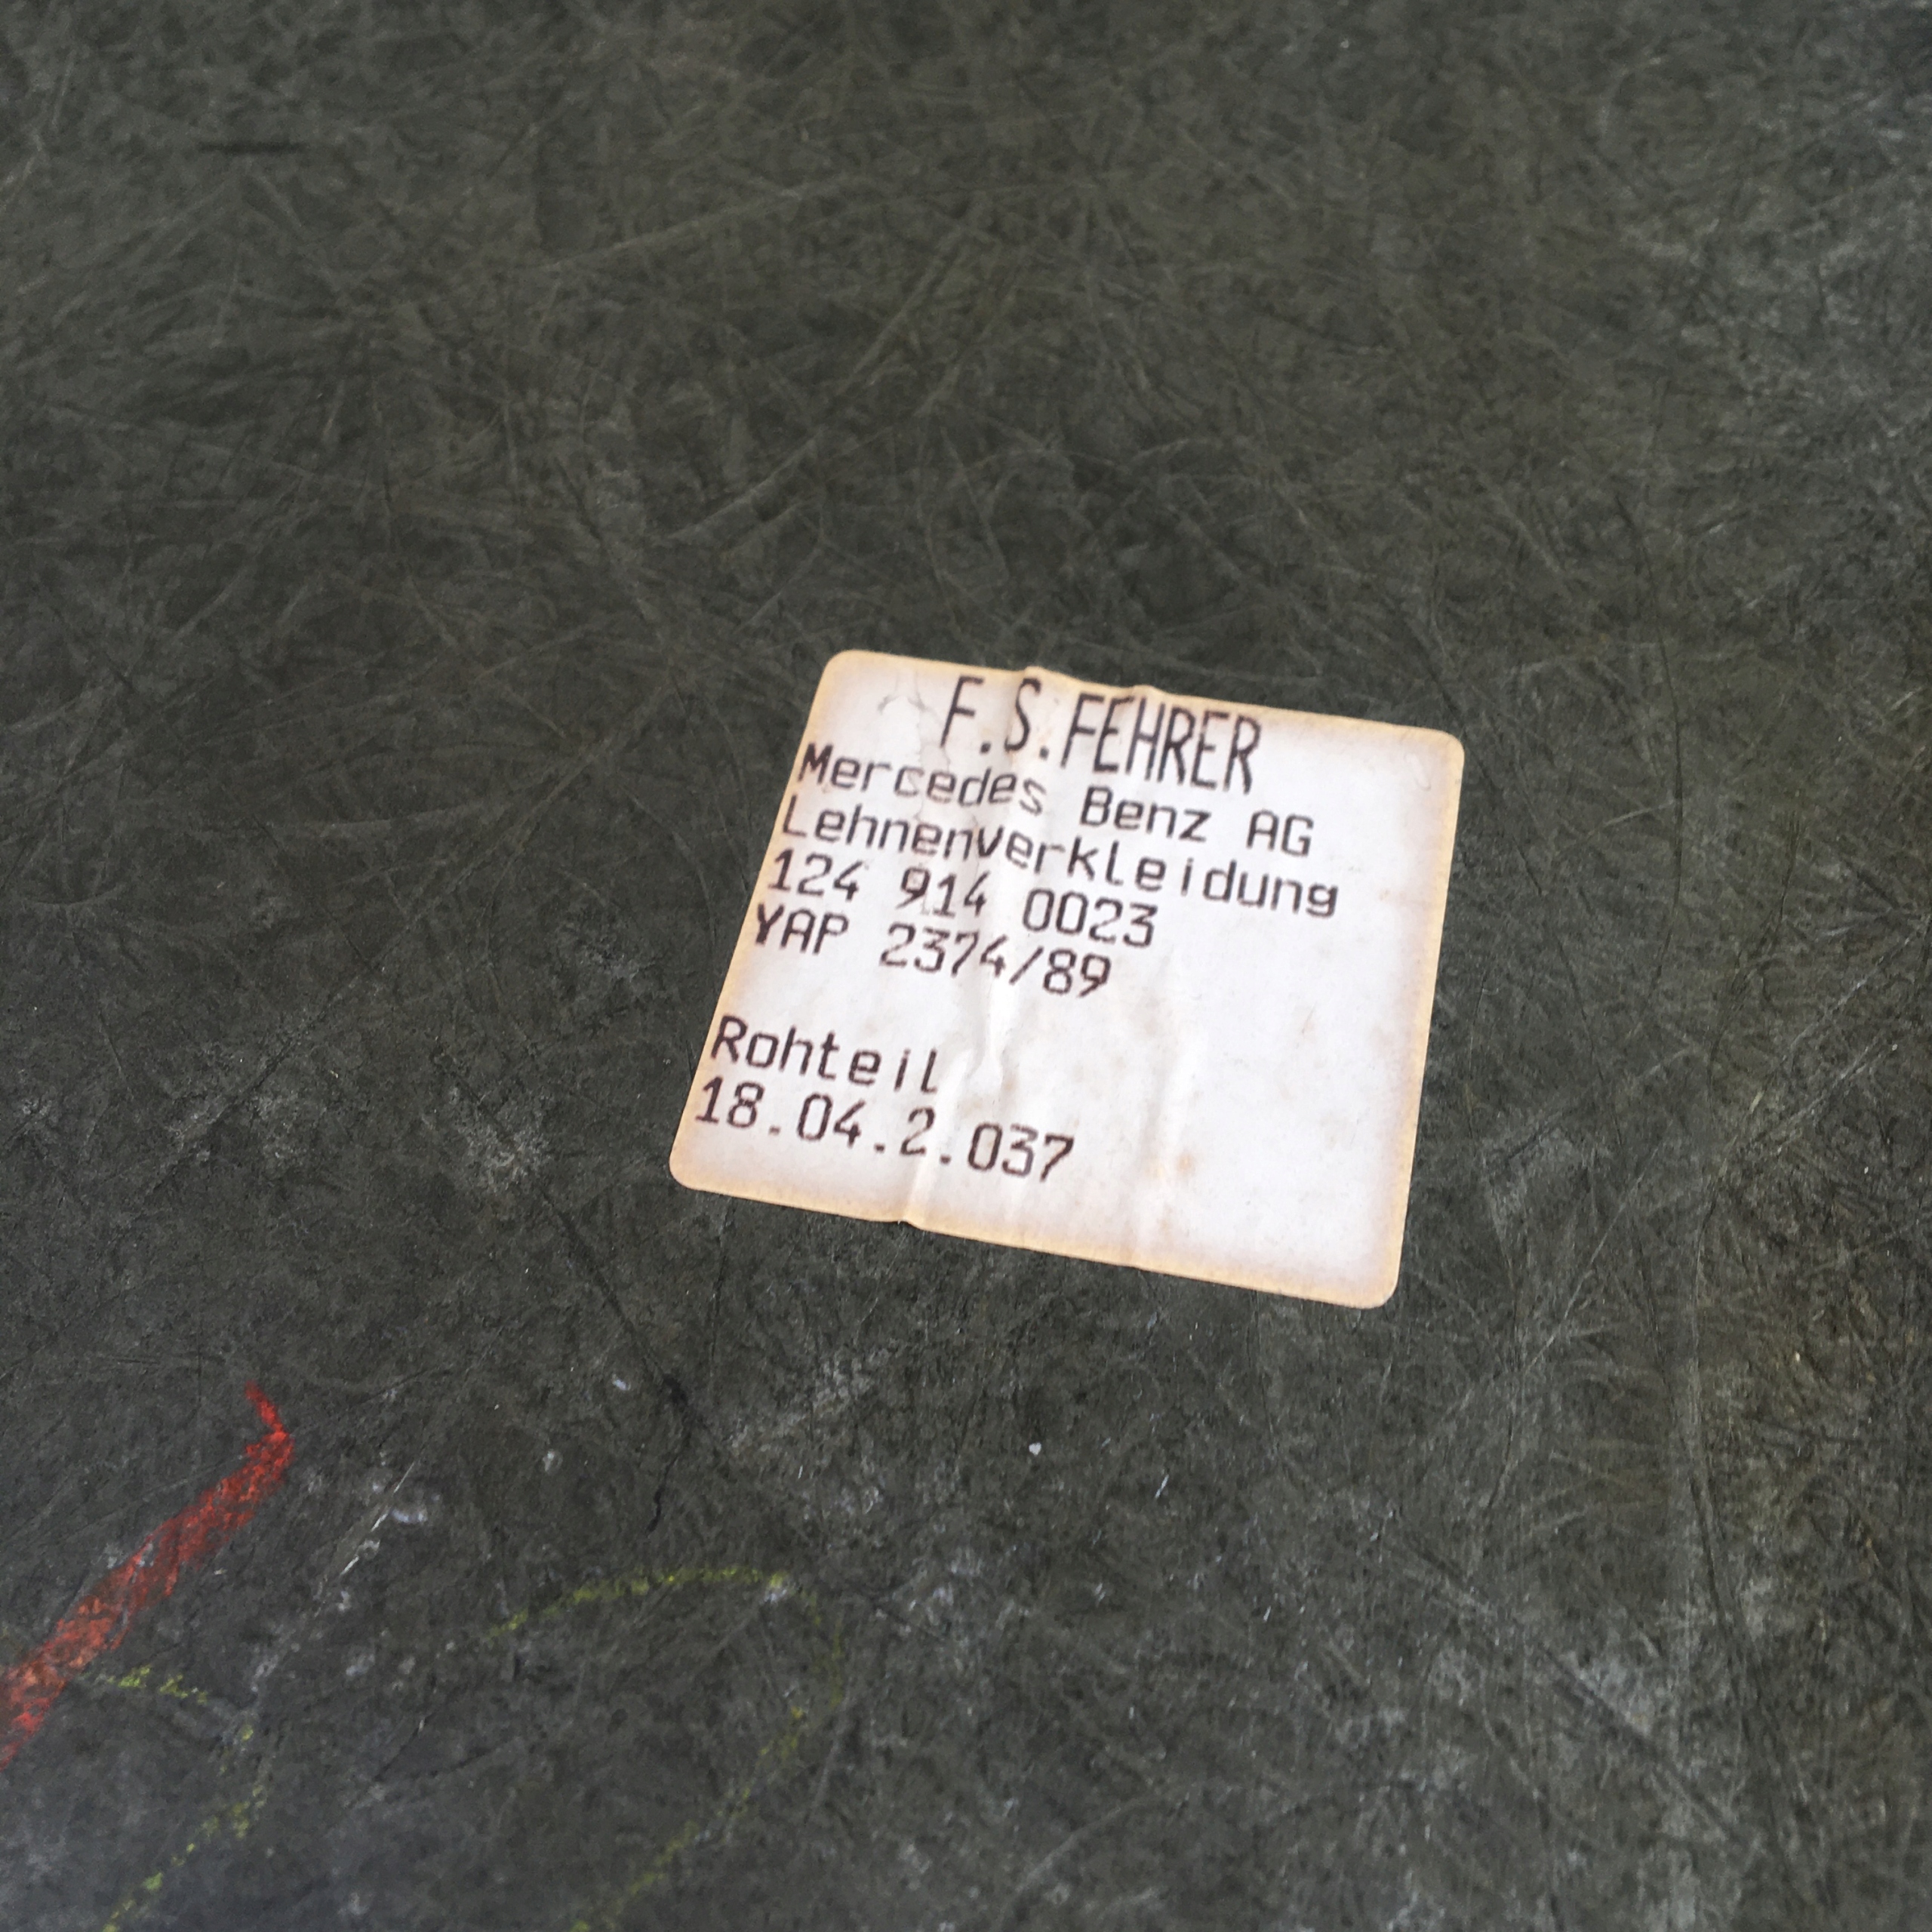 F.S.FEHRER
Mercedes Benz AG
Lehnenverkleidung
124 914 0023
YAP 2374/89
Rohteil
18.04.2.037